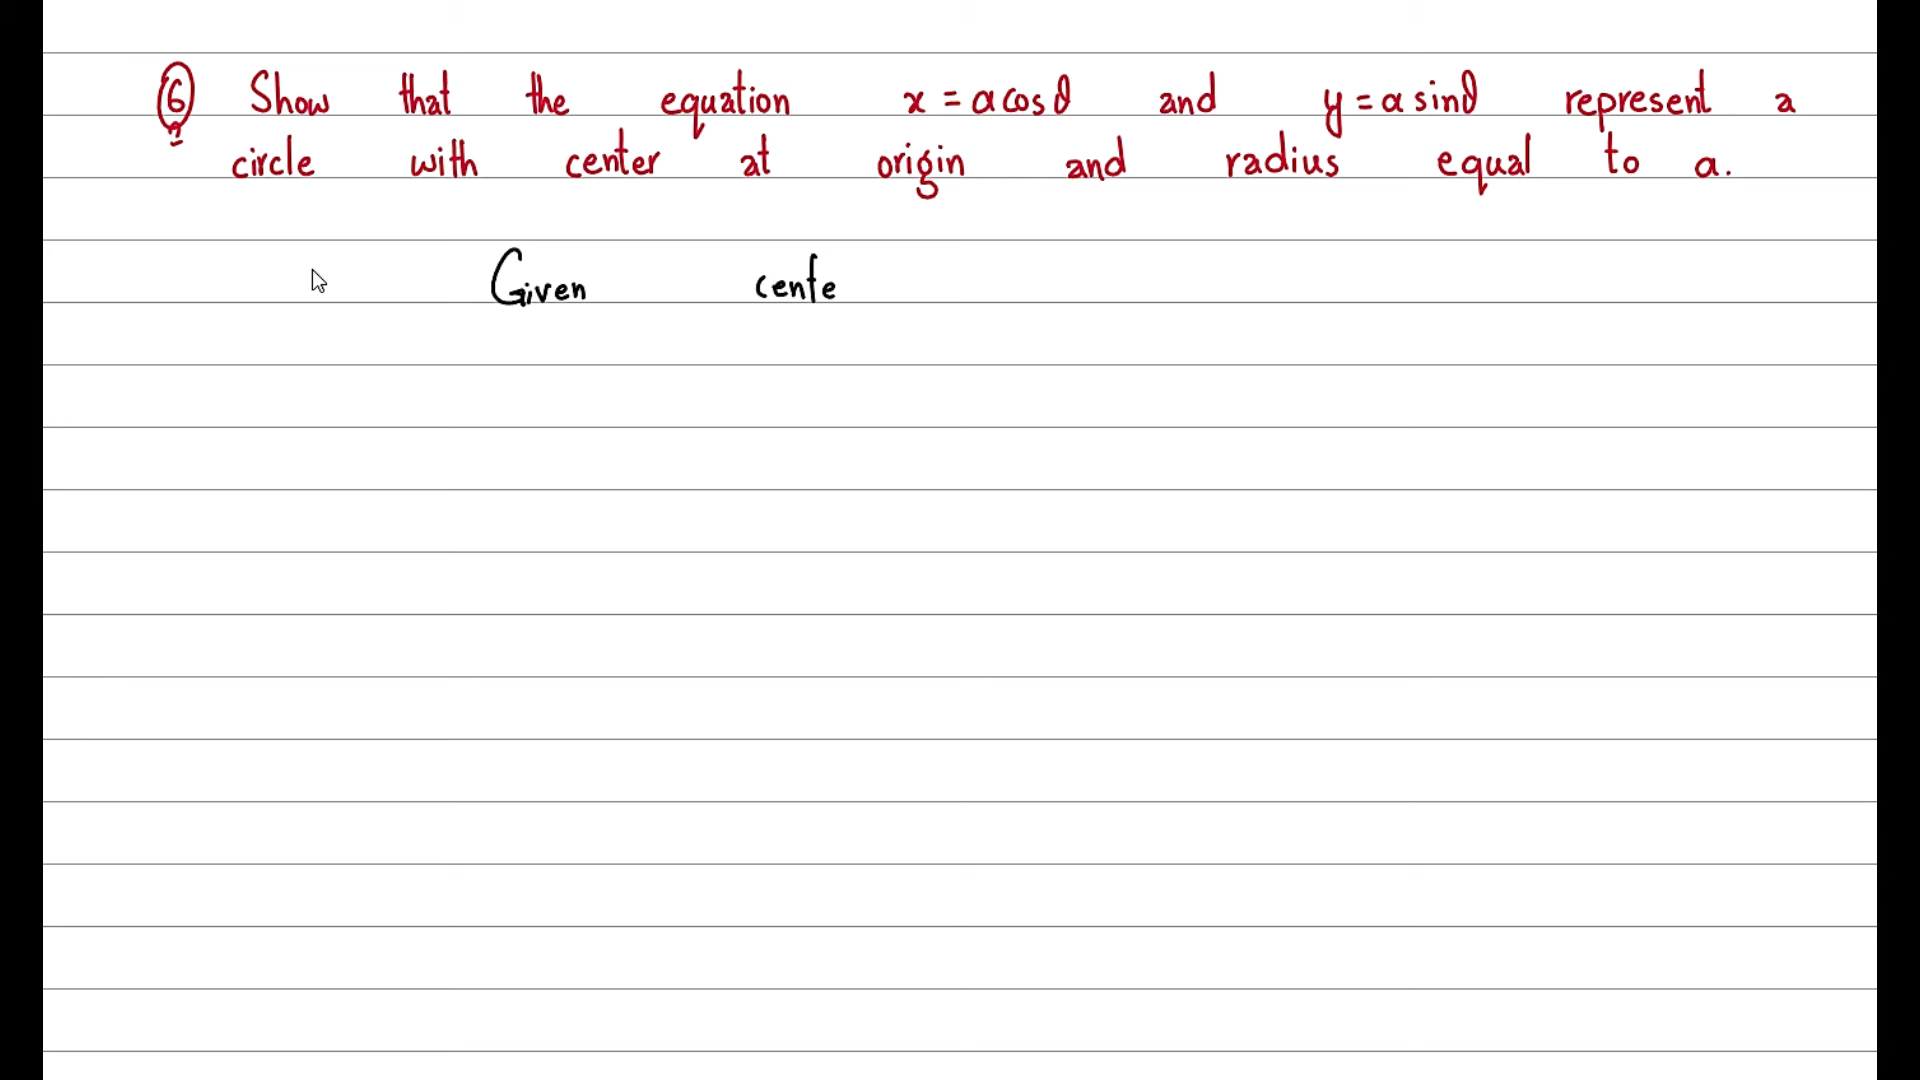 6 Show that the equation x = a cos θ and y = a sin θ represent a
circle with center at origin and radius equal to a.
Given cente